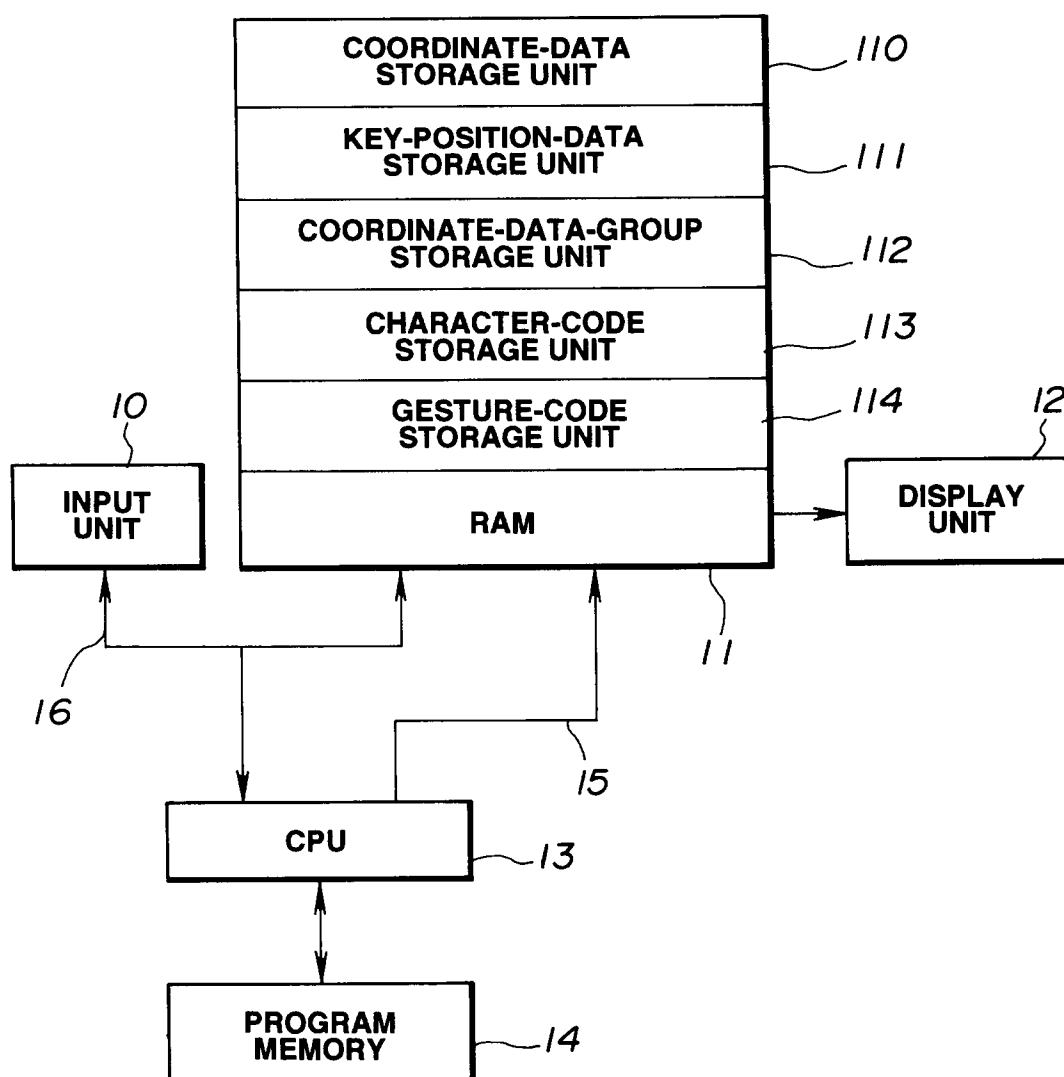 COORDINATE-DATA
STORAGE UNIT
110
KEY-POSITION-DATA
STORAGE UNIT
111
COORDINATE-DATA-GROUP
STORAGE UNIT
112
CHARACTER-CODE
STORAGE UNIT
113
GESTURE-CODE
STORAGE UNIT
114
10
INPUT
UNIT
RAM
12
DISPLAY
UNIT
11
16
15
CPU
13
PROGRAM
MEMORY
14